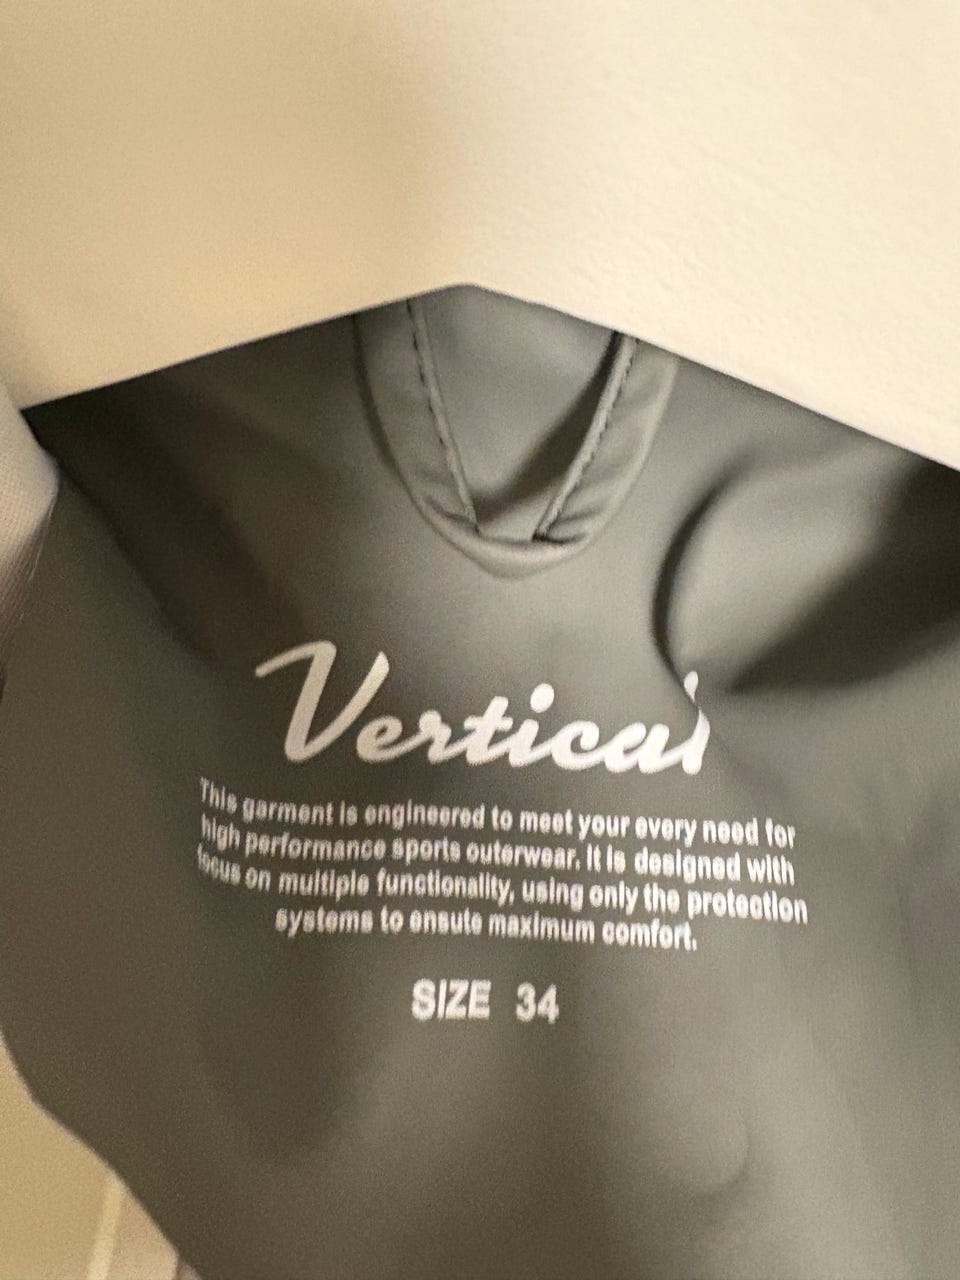 Vertical
This garment is engineered to meet your every need for
high performance sports outerwear. It is designed with
focus on multiple functionality, using only the protection
systems to ensute maximum comfort.
SIZE 34